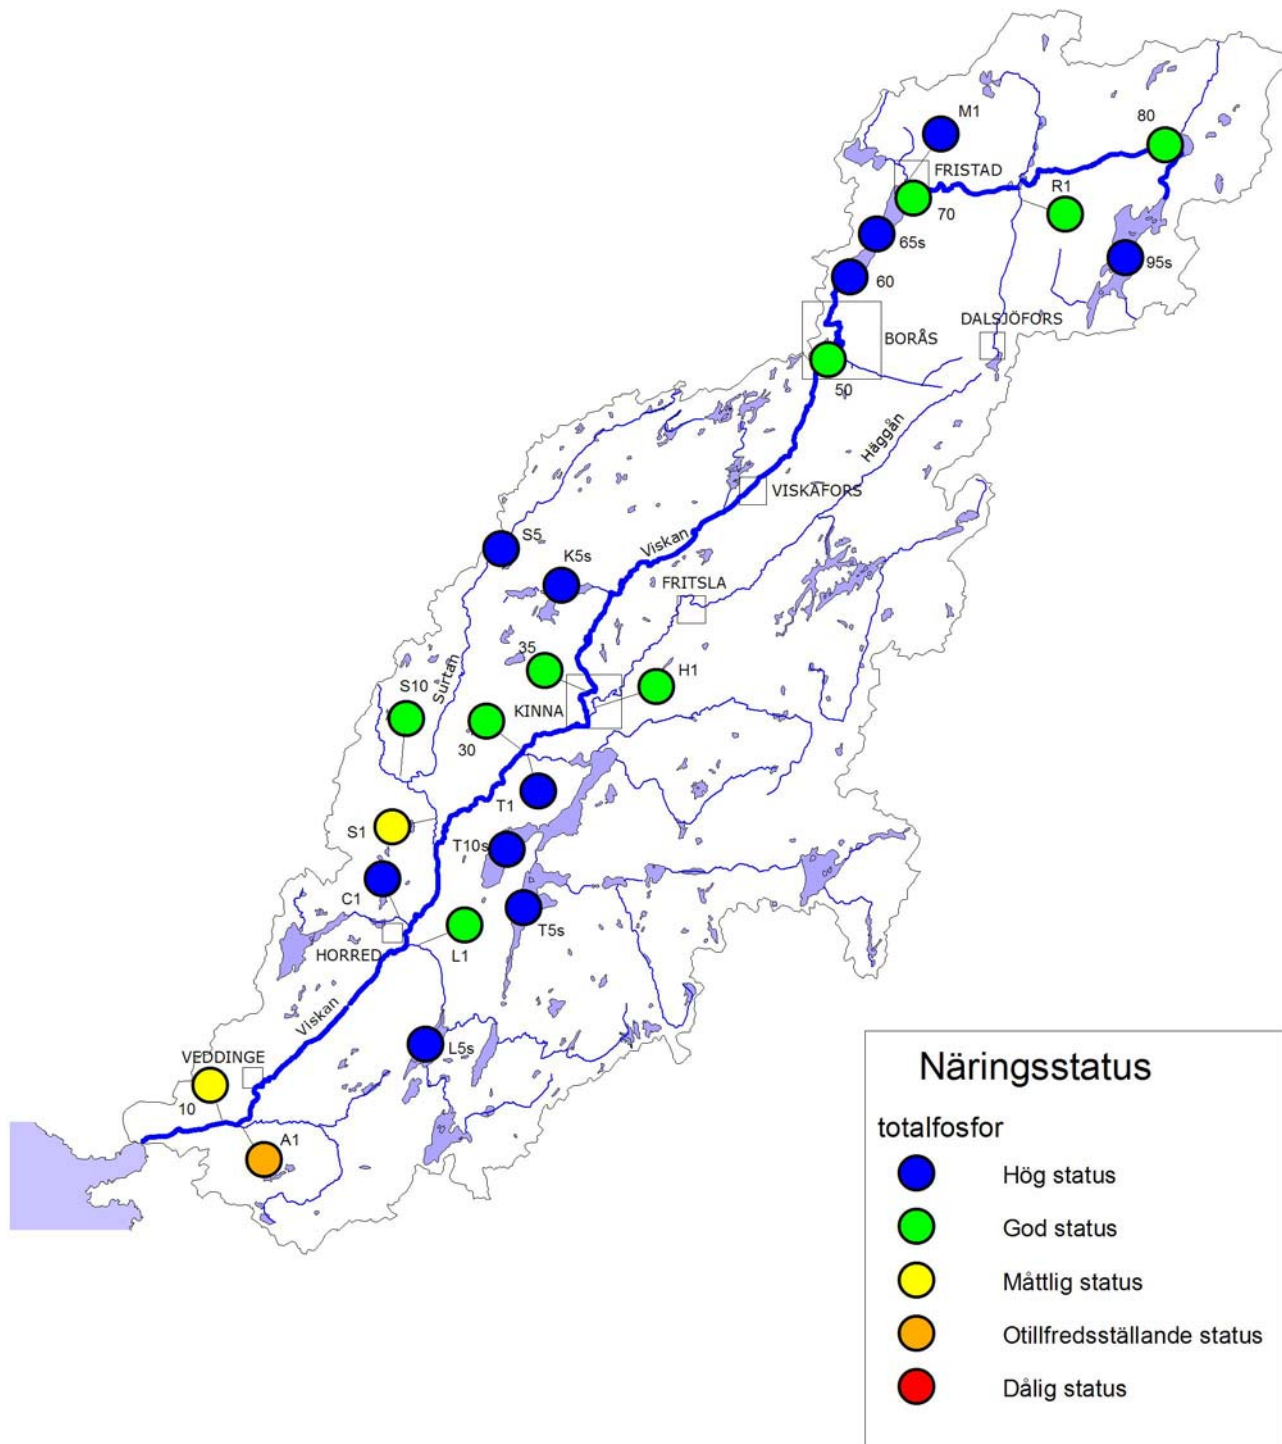 M1
80
FRISTAD
R1
70
65s
95s
60
DALSJÖFORS
BORÅS
50
Häggån
VISKAFORS
S5
Viskan
K5s
FRITSLA
35
H1
Surtan
S10
KINNA
30
T1
S1
T10s
C1
T5s
HORRED
L1
Viskan
L5s
VEDDINGE
10
A1
Näringsstatus
totalfosfor
Hög status
God status
Måttlig status
Otillfredsställande status
Dålig status